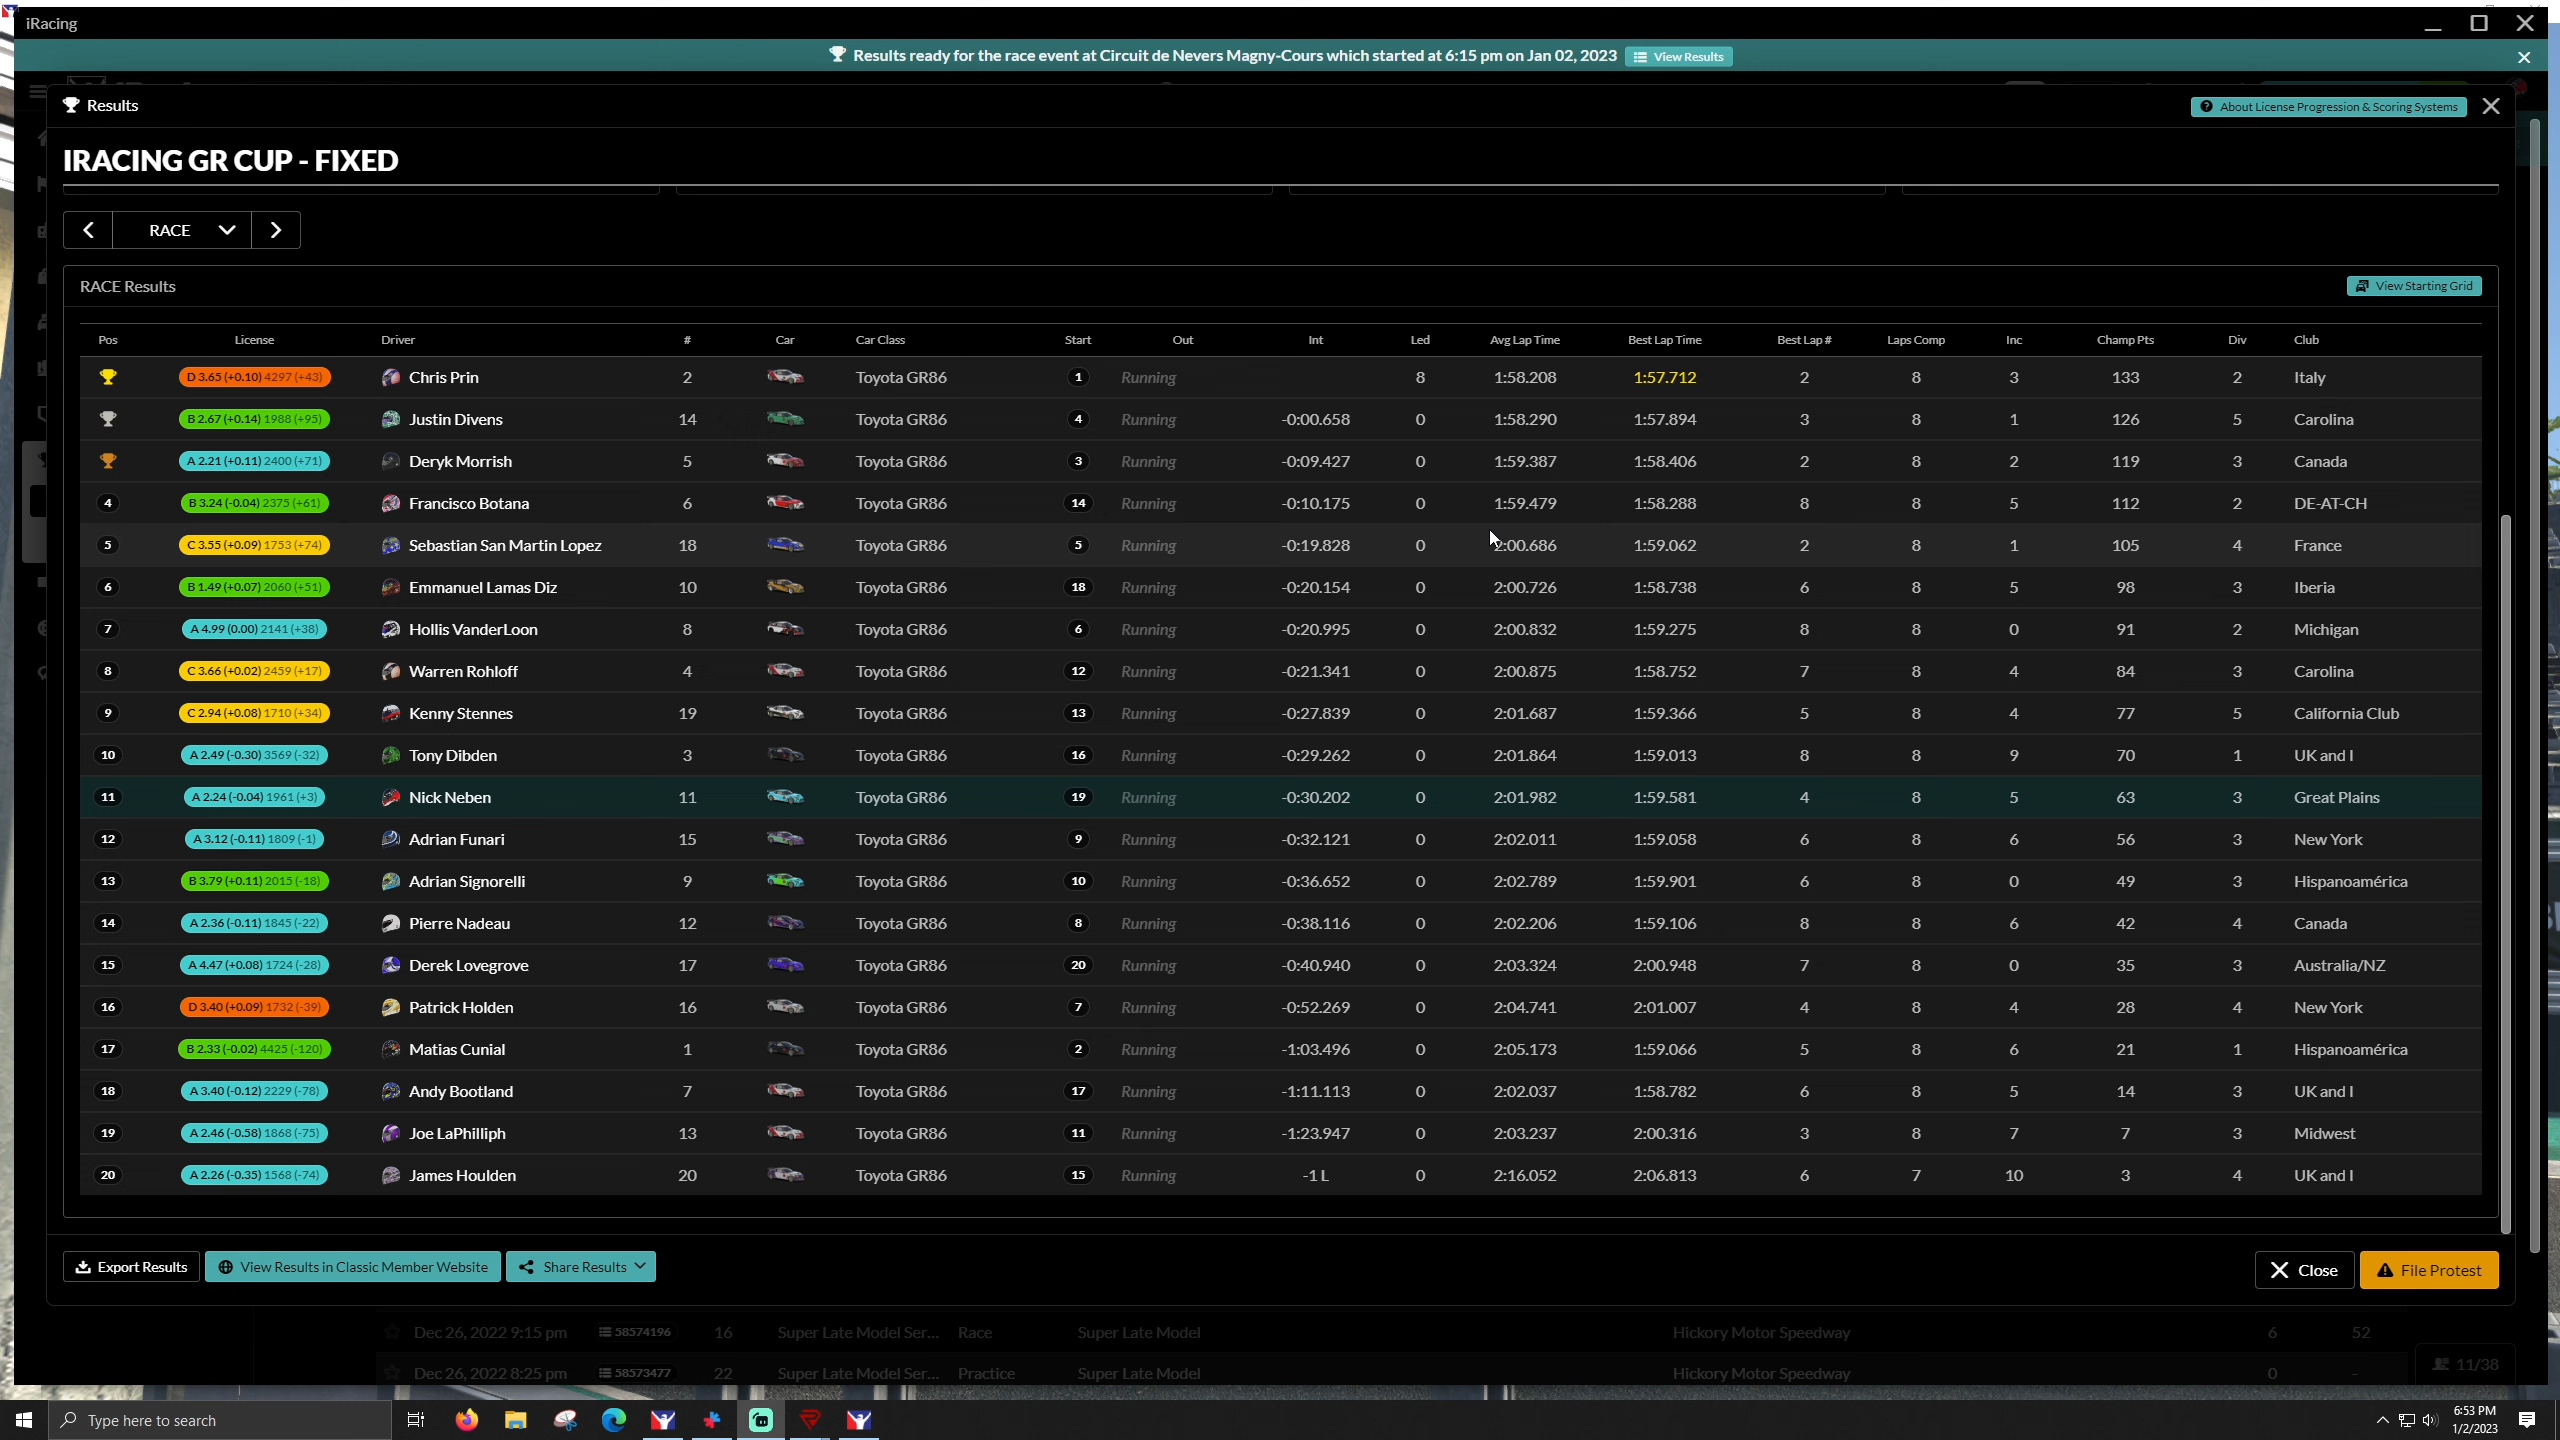 iRacing
Results ready for the race event at Circuit de Nevers Magny-Cours which started at 6:15 pm on Jan 02, 2023 View Results
Results About License Progression & Scoring Systems
IRACING GR CUP - FIXED
RACE
RACE Results View Starting Grid
Pos License Driver # Car Car Class Start Out Int Led Avg Lap Time Best Lap Time Best Lap # Laps Comp Inc Champ Pts Div Club
D 3.65 (+0.10) 4297 (+43) Chris Prin 2 Toyota GR86 1 Running 8 1:58.208 1:57.712 2 8 3 133 2 Italy
B 2.67 (+0.14) 1988 (+95) Justin Divens 14 Toyota GR86 4 Running -0:00.658 0 1:58.290 1:57.894 3 8 1 126 5 Carolina
A 2.21 (+0.11) 2400 (+71) Deryk Morrish 5 Toyota GR86 3 Running -0:09.427 0 1:59.387 1:58.406 2 8 2 119 3 Canada
4 B 3.24 (-0.04) 2375 (+61) Francisco Botana 6 Toyota GR86 14 Running -0:10.175 0 1:59.479 1:58.288 8 8 5 112 2 DE-AT-CH
5 C 3.55 (+0.09) 1753 (+74) Sebastian San Martin Lopez 18 Toyota GR86 5 Running -0:19.828 0 2:00.686 1:59.062 2 8 1 105 4 France
6 B 1.49 (+0.07) 2060 (+51) Emmanuel Lamas Diz 10 Toyota GR86 18 Running -0:20.154 0 2:00.726 1:58.738 6 8 5 98 3 Iberia
7 A 4.99 (0.00) 2141 (+38) Hollis VanderLoon 8 Toyota GR86 6 Running -0:20.995 0 2:00.832 1:59.275 8 8 0 91 2 Michigan
8 C 3.66 (+0.02) 2459 (+17) Warren Rohloff 4 Toyota GR86 12 Running -0:21.341 0 2:00.875 1:58.752 7 8 4 84 3 Carolina
9 C 2.94 (+0.08) 1710 (+34) Kenny Stennes 19 Toyota GR86 13 Running -0:27.839 0 2:01.687 1:59.366 5 8 4 77 5 California Club
10 A 2.49 (-0.30) 3569 (-32) Tony Dibden 3 Toyota GR86 16 Running -0:29.262 0 2:01.864 1:59.013 8 8 9 70 1 UK and I
11 A 2.24 (-0.04) 1961 (+3) Nick Neben 11 Toyota GR86 19 Running -0:30.202 0 2:01.982 1:59.581 4 8 5 63 3 Great Plains
12 A 3.12 (-0.11) 1809 (-1) Adrian Funari 15 Toyota GR86 9 Running -0:32.121 0 2:02.011 1:59.058 6 8 6 56 3 New York
13 B 3.79 (+0.11) 2015 (-18) Adrian Signorelli 9 Toyota GR86 10 Running -0:36.652 0 2:02.789 1:59.901 6 8 0 49 3 Hispanoamérica
14 A 2.36 (-0.11) 1845 (-22) Pierre Nadeau 12 Toyota GR86 8 Running -0:38.116 0 2:02.206 1:59.106 8 8 6 42 4 Canada
15 A 4.47 (+0.08) 1724 (-28) Derek Lovegrove 17 Toyota GR86 20 Running -0:40.940 0 2:03.324 2:00.948 7 8 0 35 3 Australia/NZ
16 D 3.40 (+0.09) 1732 (-39) Patrick Holden 16 Toyota GR86 7 Running -0:52.269 0 2:04.741 2:01.007 4 8 4 28 4 New York
17 B 2.33 (-0.02) 4425 (-120) Matias Cunial 1 Toyota GR86 2 Running -1:03.496 0 2:05.173 1:59.066 5 8 6 21 1 Hispanoamérica
18 A 3.40 (-0.12) 2229 (-78) Andy Bootland 7 Toyota GR86 17 Running -1:11.113 0 2:02.037 1:58.782 6 8 5 14 3 UK and I
19 A 2.46 (-0.58) 1868 (-75) Joe LaPhilliph 13 Toyota GR86 11 Running -1:23.947 0 2:03.237 2:00.316 3 8 7 7 3 Midwest
20 A 2.26 (-0.35) 1568 (-74) James Houlden 20 Toyota GR86 15 Running -1 L 0 2:16.052 2:06.813 6 7 10 3 4 UK and I
Export Results View Results in Classic Member Website Share Results Close File Protest
Dec 26, 2022 9:15 pm 58574196 16 Super Late Model Ser... Race Super Late Model Hickory Motor Speedway 6 52
Dec 26, 2022 8:25 pm 58573477 22 Super Late Model Ser... Practice Super Late Model Hickory Motor Speedway 0 -
11/38
Type here to search
6:53 PM
1/2/2023